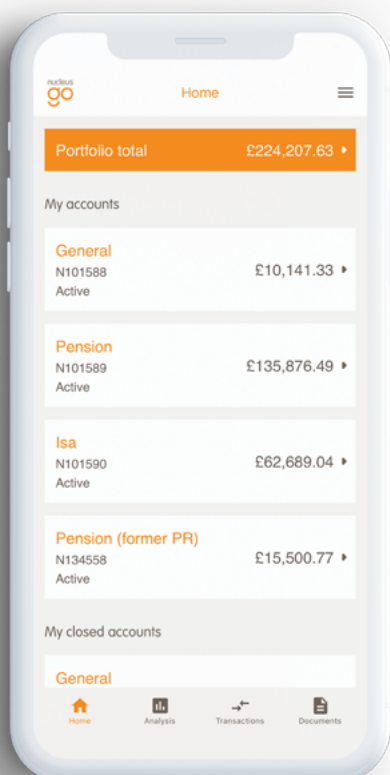 nucleus
go
Home
Portfolio total £224,207.63
My accounts
General
N101588 £10,141.33
Active
Pension
N101589 £135,876.49
Active
Isa
N101590 £62,689.04
Active
Pension (former PR)
N134558 £15,500.77
Active
My closed accounts
General
Home Analysis Transactions Documents